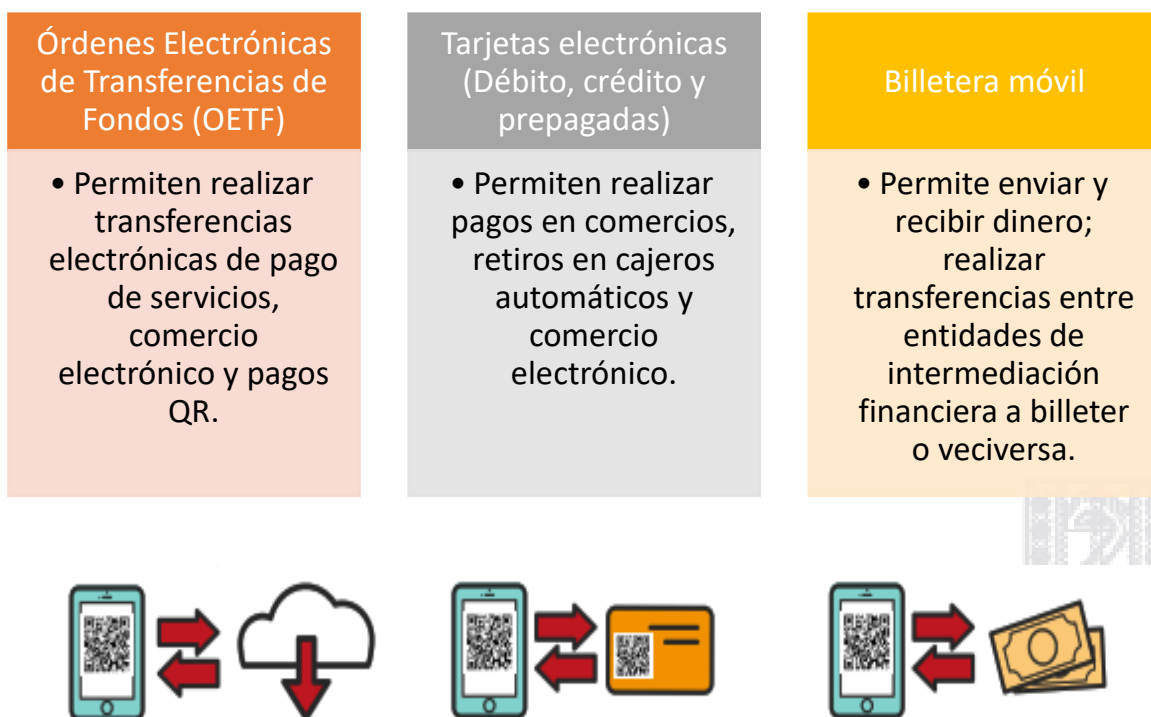 Órdenes Electrónicas
de Transferencias de
Fondos (OETF)
• Permiten realizar
transferencias
electrónicas de pago
de servicios,
comercio
electrónico y pagos
QR.
Tarjetas electrónicas
(Débito, crédito y
prepagadas)
• Permiten realizar
pagos en comercios,
retiros en cajeros
automáticos y
comercio
electrónico.
Billetera móvil
• Permite enviar y
recibir dinero;
realizar
transferencias entre
entidades de
intermediación
financiera a billeter
o veciversa.